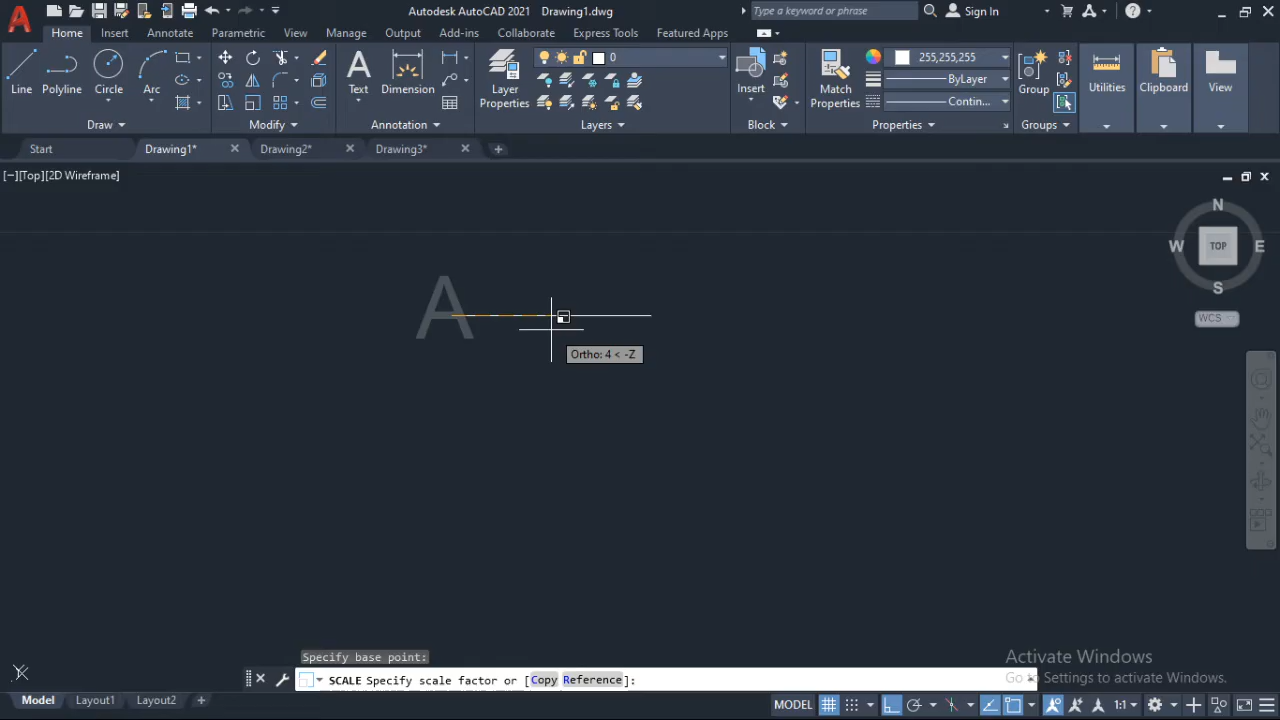 Autodesk AutoCAD 2021 Drawing1.dwg
Type a keyword or phrase
Sign In
Home Insert Annotate Parametric View Manage Output Add-ins Collaborate Express Tools Featured Apps
Line Polyline Circle Arc
Text Dimension
Layer Properties
0
Insert
Match Properties
255,255,255
ByLayer
Contin...
Group
Utilities
Clipboard
View
Draw Modify Annotation Layers Block Properties Groups
Start Drawing1* Drawing2* Drawing3*
[−][Top][2D Wireframe]
N
W TOP E
S
WCS
A
Ortho: 4 < -Z
Specify base point:
SCALE Specify scale factor or [Copy Reference]:
Activate Windows
Go to Settings to activate Windows.
Y
X
Model Layout1 Layout2
MODEL 1:1